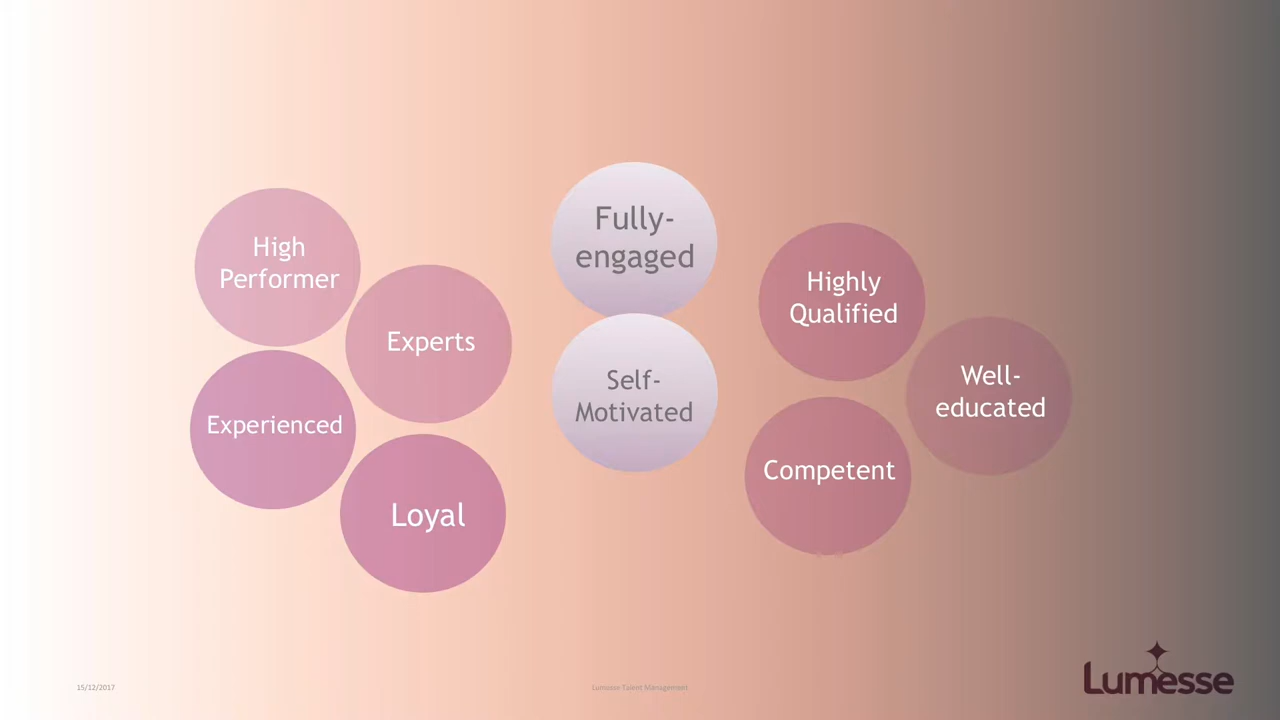 High
Performer
Experts
Experienced
Loyal
Fully-
engaged
Self-
Motivated
Highly
Qualified
Well-
educated
Competent
15/12/2017
Lumesse Talent Management
Lumesse